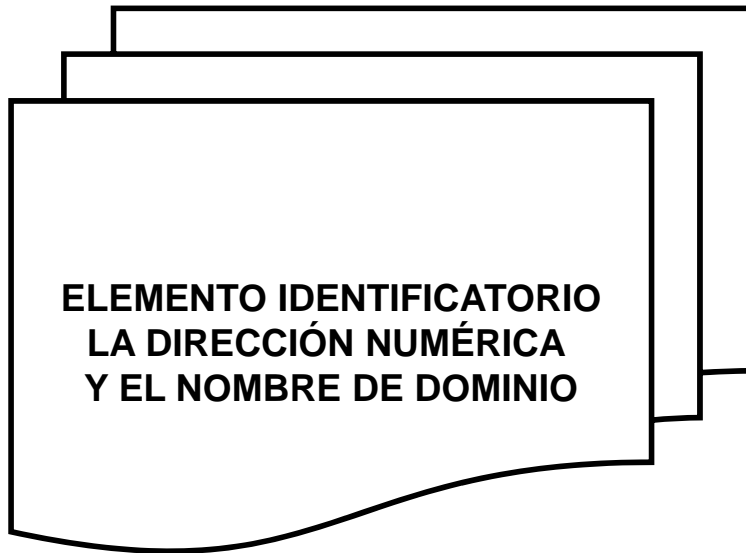 ELEMENTO IDENTIFICATORIO
LA DIRECCIÓN NUMÉRICA
Y EL NOMBRE DE DOMINIO